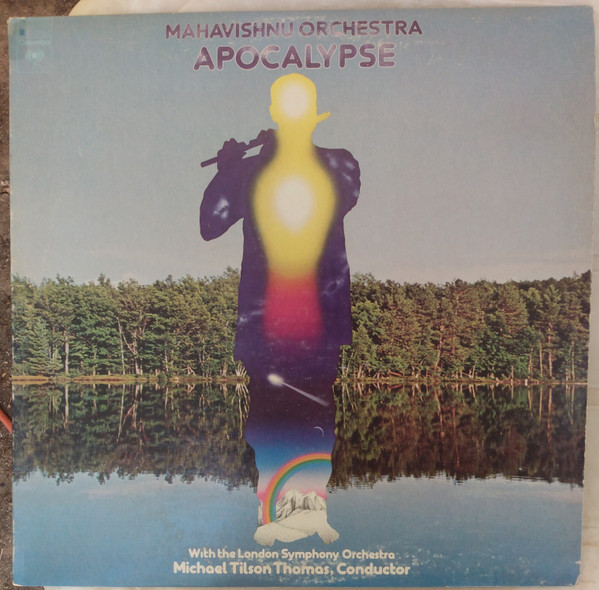 MAHAVISHNU ORCHESTRA
APOCALYPSE
With the London Symphony Orchestra
Michael Tilson Thomas, Conductor